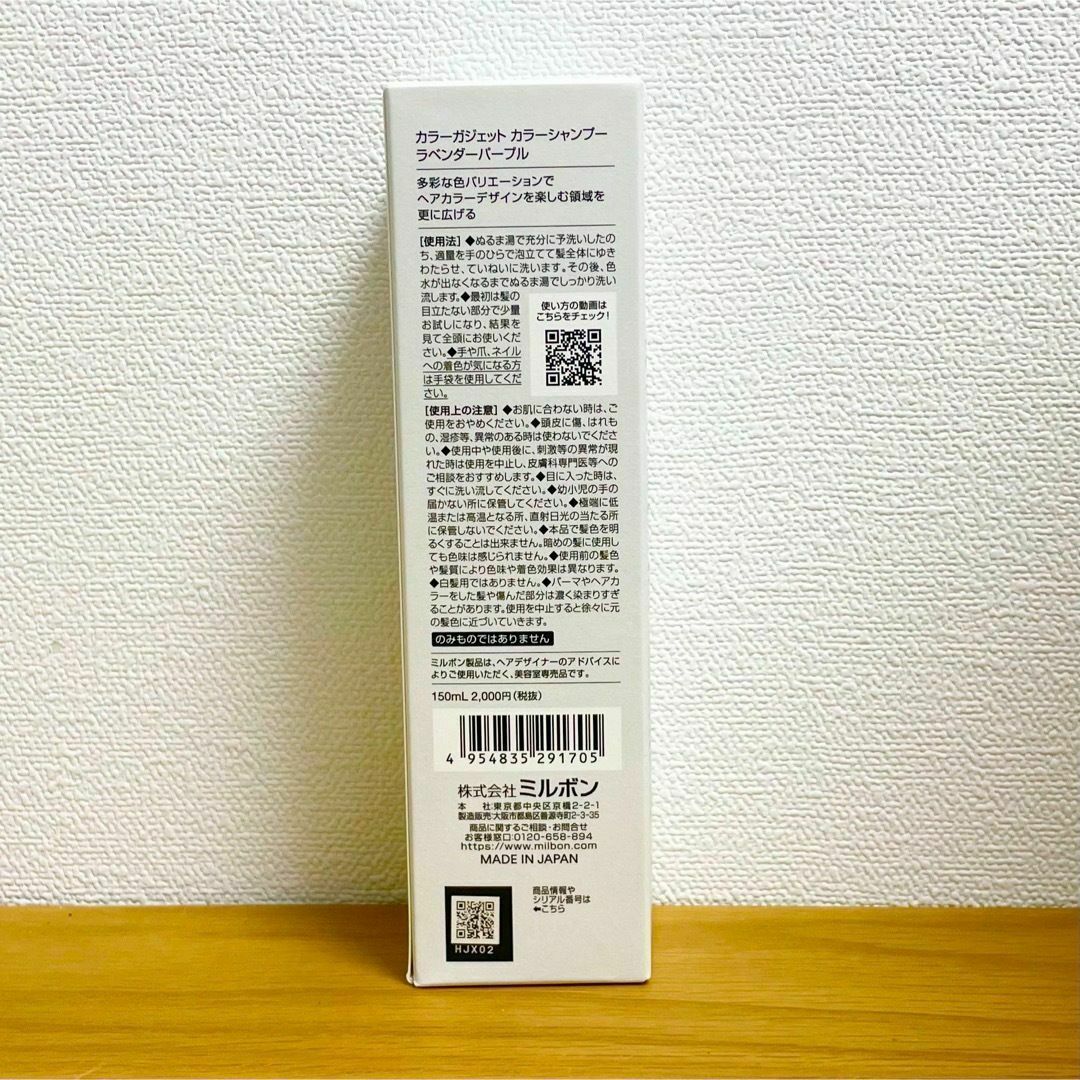 カラーガジェット カラーシャンプー
ラベンダーパープル
多彩な色バリエーションで
ヘアカラーデザインを楽しむ領域を
更に広げる
[使用法] ◆ぬるま湯で充分に予洗いしたの
ち、適量を手のひらで泡立てて髪全体にゆき
わたらせ、ていねいに洗います。その後、色
水が出なくなるまでぬるま湯でしっかり洗い
流します。◆最初は髪の
目立たない部分で少量
お試しになり、結果を
見て全頭にお使いくだ
さい。◆手や爪、ネイル
への着色が気になる方
は手袋を使用してくだ
さい。
使い方の動画は
こちらをチェック!
[使用上の注意] ◆お肌に合わない時は、ご
使用をおやめください。◆頭皮に傷、はれも
の、湿疹等、異常のある時は使わないでくださ
い。◆使用中や使用後に、刺激等の異常が現
れた時は使用を中止し、皮膚科専門医等への
ご相談をおすすめします。◆目に入った時は、
すぐに洗い流してください。◆幼小児の手の
届かない所に保管してください。◆極端に低
温または高温となる所、直射日光の当たる所
に保管しないでください。◆本品で髪色を明
るくすることは出来ません。暗めの髪に使用し
ても色味は感じられません。◆使用前の髪色
や髪質により色味や着色効果は異なります。
◆白髪用ではありません。◆パーマやヘアカ
ラーをした髪や傷んだ部分は濃く染まりすぎ
ることがあります。使用を中止すると徐々に元
の髪色に近づいていきます。
のみものではありません
ミルボン製品は、ヘアデザイナーのアドバイスに
よりご使用いただく、美容室専売品です。
150mL 2,000円(税抜)
4 954835 291705
株式会社 ミルボン
本 社:東京都中央区京橋2-2-1
製造販売:大阪市都島区善源寺町2-3-35
商品に関するご相談・お問合せ
お客様窓口:0120-658-894
https://www.milbon.com
MADE IN JAPAN
商品情報や
シリアル番号は
⬅こちら
HJX02